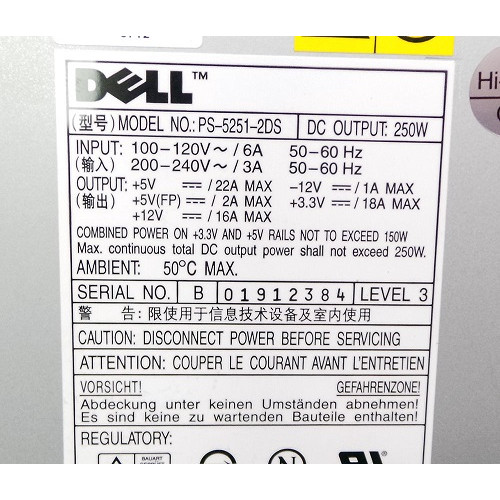 DELL™
(型号) MODEL NO.: PS-5251-2DS DC OUTPUT: 250W
INPUT: 100-120V～/6A 50-60 Hz
(输入) 200-240V～/3A 50-60 Hz
OUTPUT: +5V ⎓/22A MAX -12V ⎓/1A MAX
(输出) +5V(FP) ⎓/2A MAX +3.3V ⎓/18A MAX
+12V ⎓/16A MAX
COMBINED POWER ON +3.3V AND +5V RAILS NOT TO EXCEED 150W
Max. continuous total DC output power shall not exceed 250W.
AMBIENT: 50°C MAX.
SERIAL NO. B 01912384 LEVEL 3
警 告: 限使用于信息技术设备及室内使用
CAUTION: DISCONNECT POWER BEFORE SERVICING
ATTENTION: COUPER LE COURANT AVANT L'ENTRETIEN
VORSICHT! GEFAHRENZONE!
Abdeckung unter keinen Umständen abnehmen!
Es sind keine zu wartenden Bauteile enthalten!
REGULATORY:
BAUART
Hi-